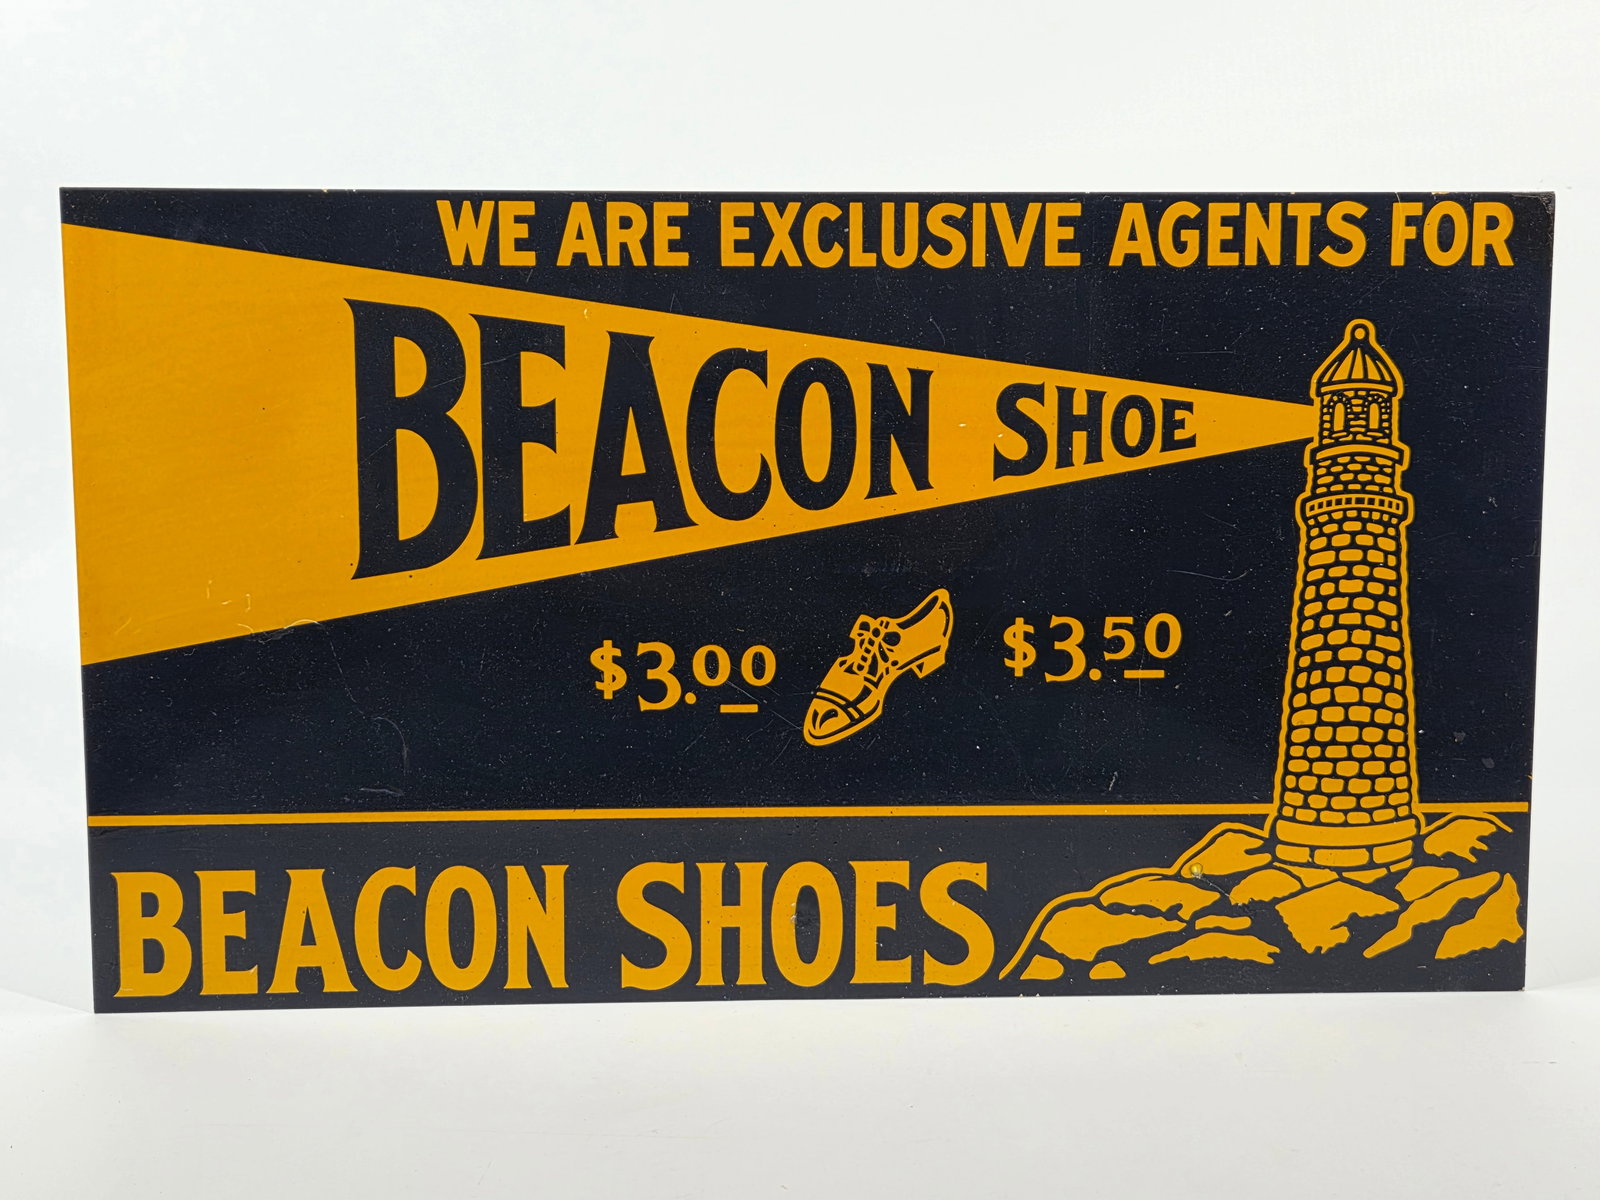 WE ARE EXCLUSIVE AGENTS FOR
BEACON SHOE
$3.00 $3.50
BEACON SHOES